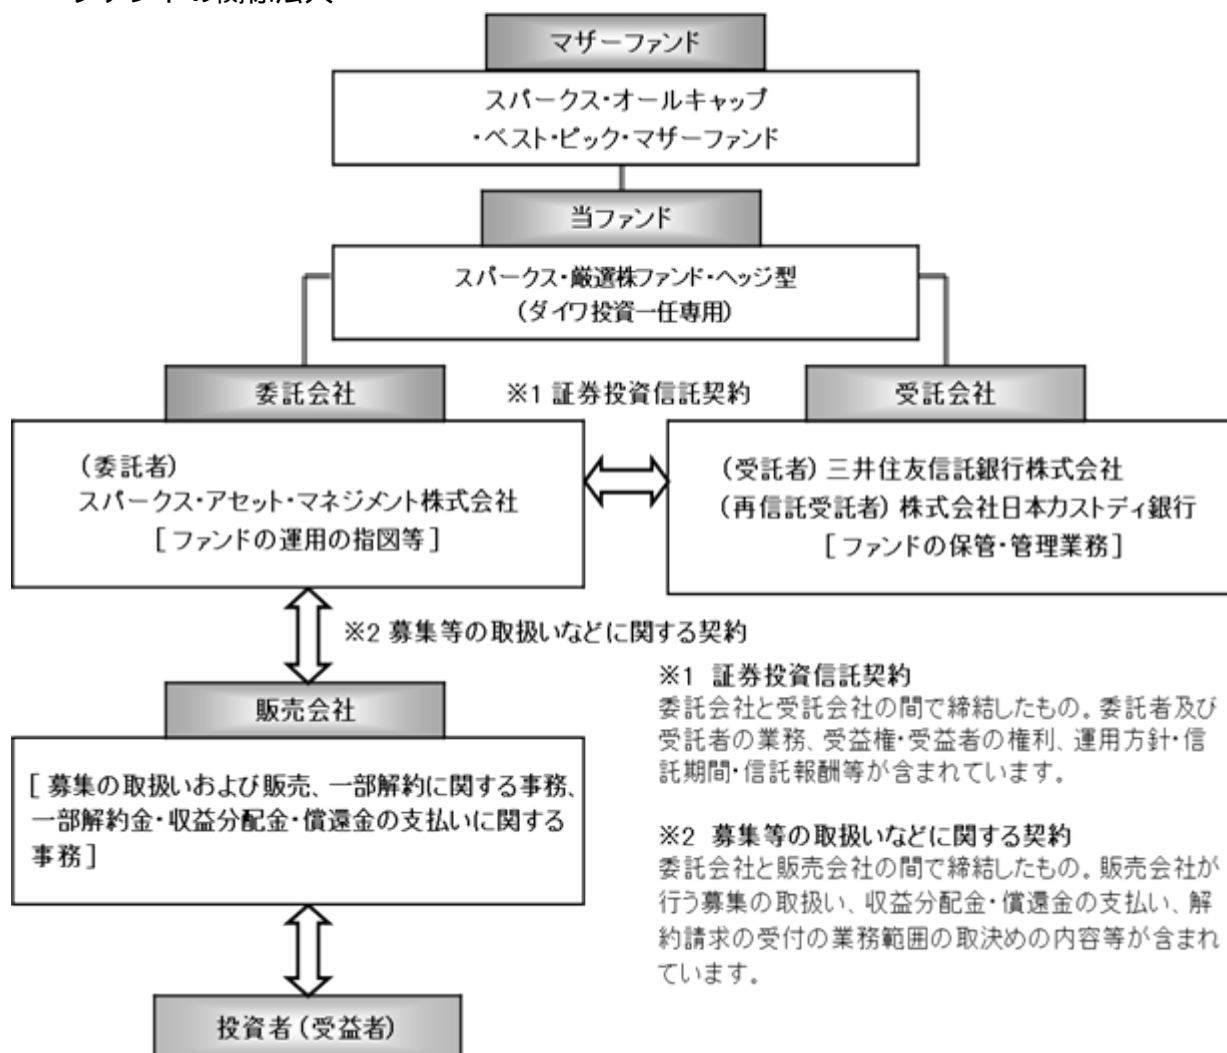 マザーファンド
スパークス・オールキャップ
・ベスト・ピック・マザーファンド
当ファンド
スパークス・厳選株ファンド・ヘッジ型
(ダイワ投資一任専用)
委託会社
※1 証券投資信託契約
受託会社
(委託者)
スパークス・アセット・マネジメント株式会社
[ファンドの運用の指図等]
(受託者) 三井住友信託銀行株式会社
(再信託受託者) 株式会社日本カストディ銀行
[ファンドの保管・管理業務]
※2 募集等の取扱いなどに関する契約
販売会社
[募集の取扱いおよび販売、一部解約に関する事務、
一部解約金・収益分配金・償還金の支払いに関する
事務]
※1 証券投資信託契約
委託会社と受託会社の間で締結したもの。委託者及び
受託者の業務、受益権・受益者の権利、運用方針・信
託期間・信託報酬等が含まれています。
※2 募集等の取扱いなどに関する契約
委託会社と販売会社の間で締結したもの。販売会社が
行う募集の取扱い、収益分配金・償還金の支払い、解
約請求の受付の業務範囲の取決めの内容等が含まれ
ています。
投資者(受益者)